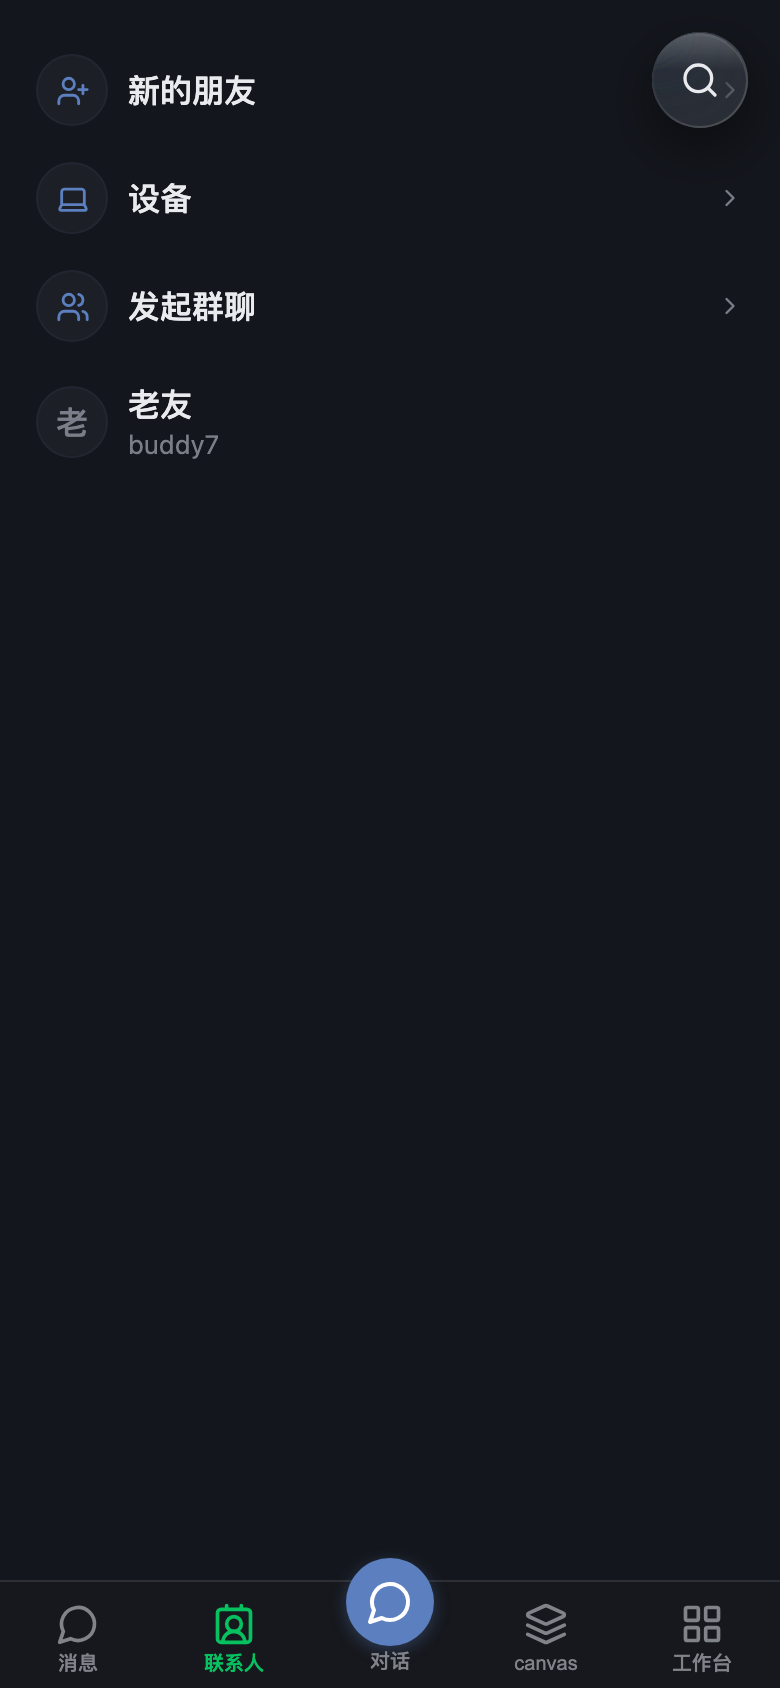 新的朋友
设备
发起群聊
老
老友
buddy7
消息
联系人
对话
canvas
工作台